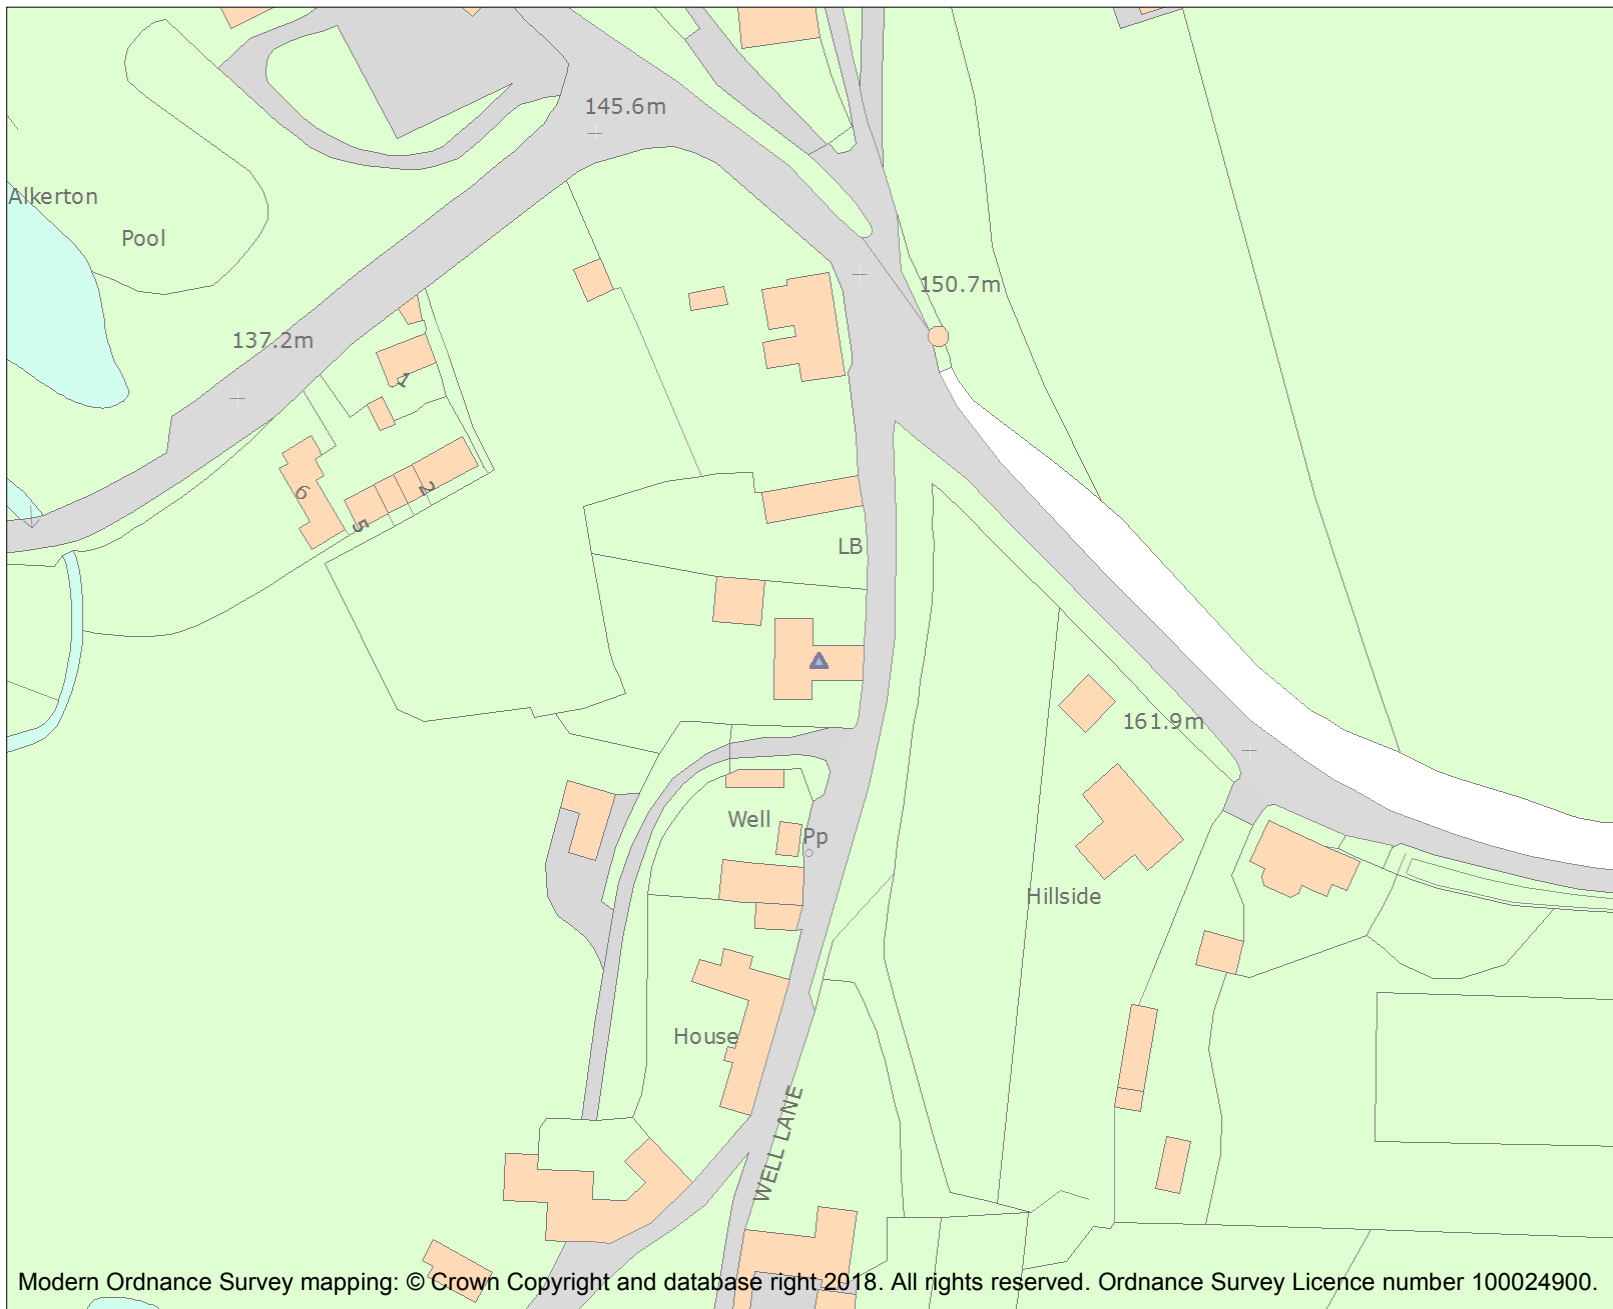 145.6m
Alkerton
Pool
150.7m
137.2m
1
6
2
5
LB
161.9m
Well
Pp
Hillside
House
WELL LANE
Modern Ordnance Survey mapping: © Crown Copyright and database right 2018. All rights reserved. Ordnance Survey Licence number 100024900.